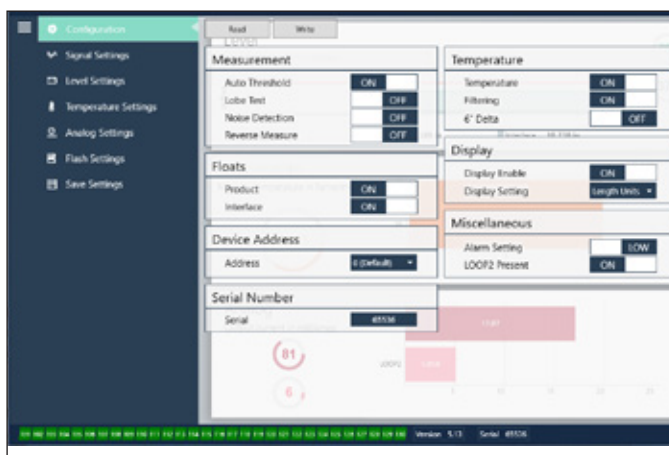 Configuration
Signal Settings
Level Settings
Temperature Settings
Analog Settings
Flash Settings
Save Settings
Read Write
Level
Measurement
Auto Threshold ON
Lobe Test OFF
Noise Detection OFF
Reverse Measure OFF
Floats
Product ON
Interface ON
Device Address
Address 0 (Default)
Serial Number
Serial 65536
Temperature
Temperature ON
Filtering ON
6" Delta OFF
Display
Display Enable ON
Display Setting Length Units
Miscellaneous
Alarm Setting LOW
LOOP2 Present ON
81
6
LOOP2
Version 5.13 Serial 65536